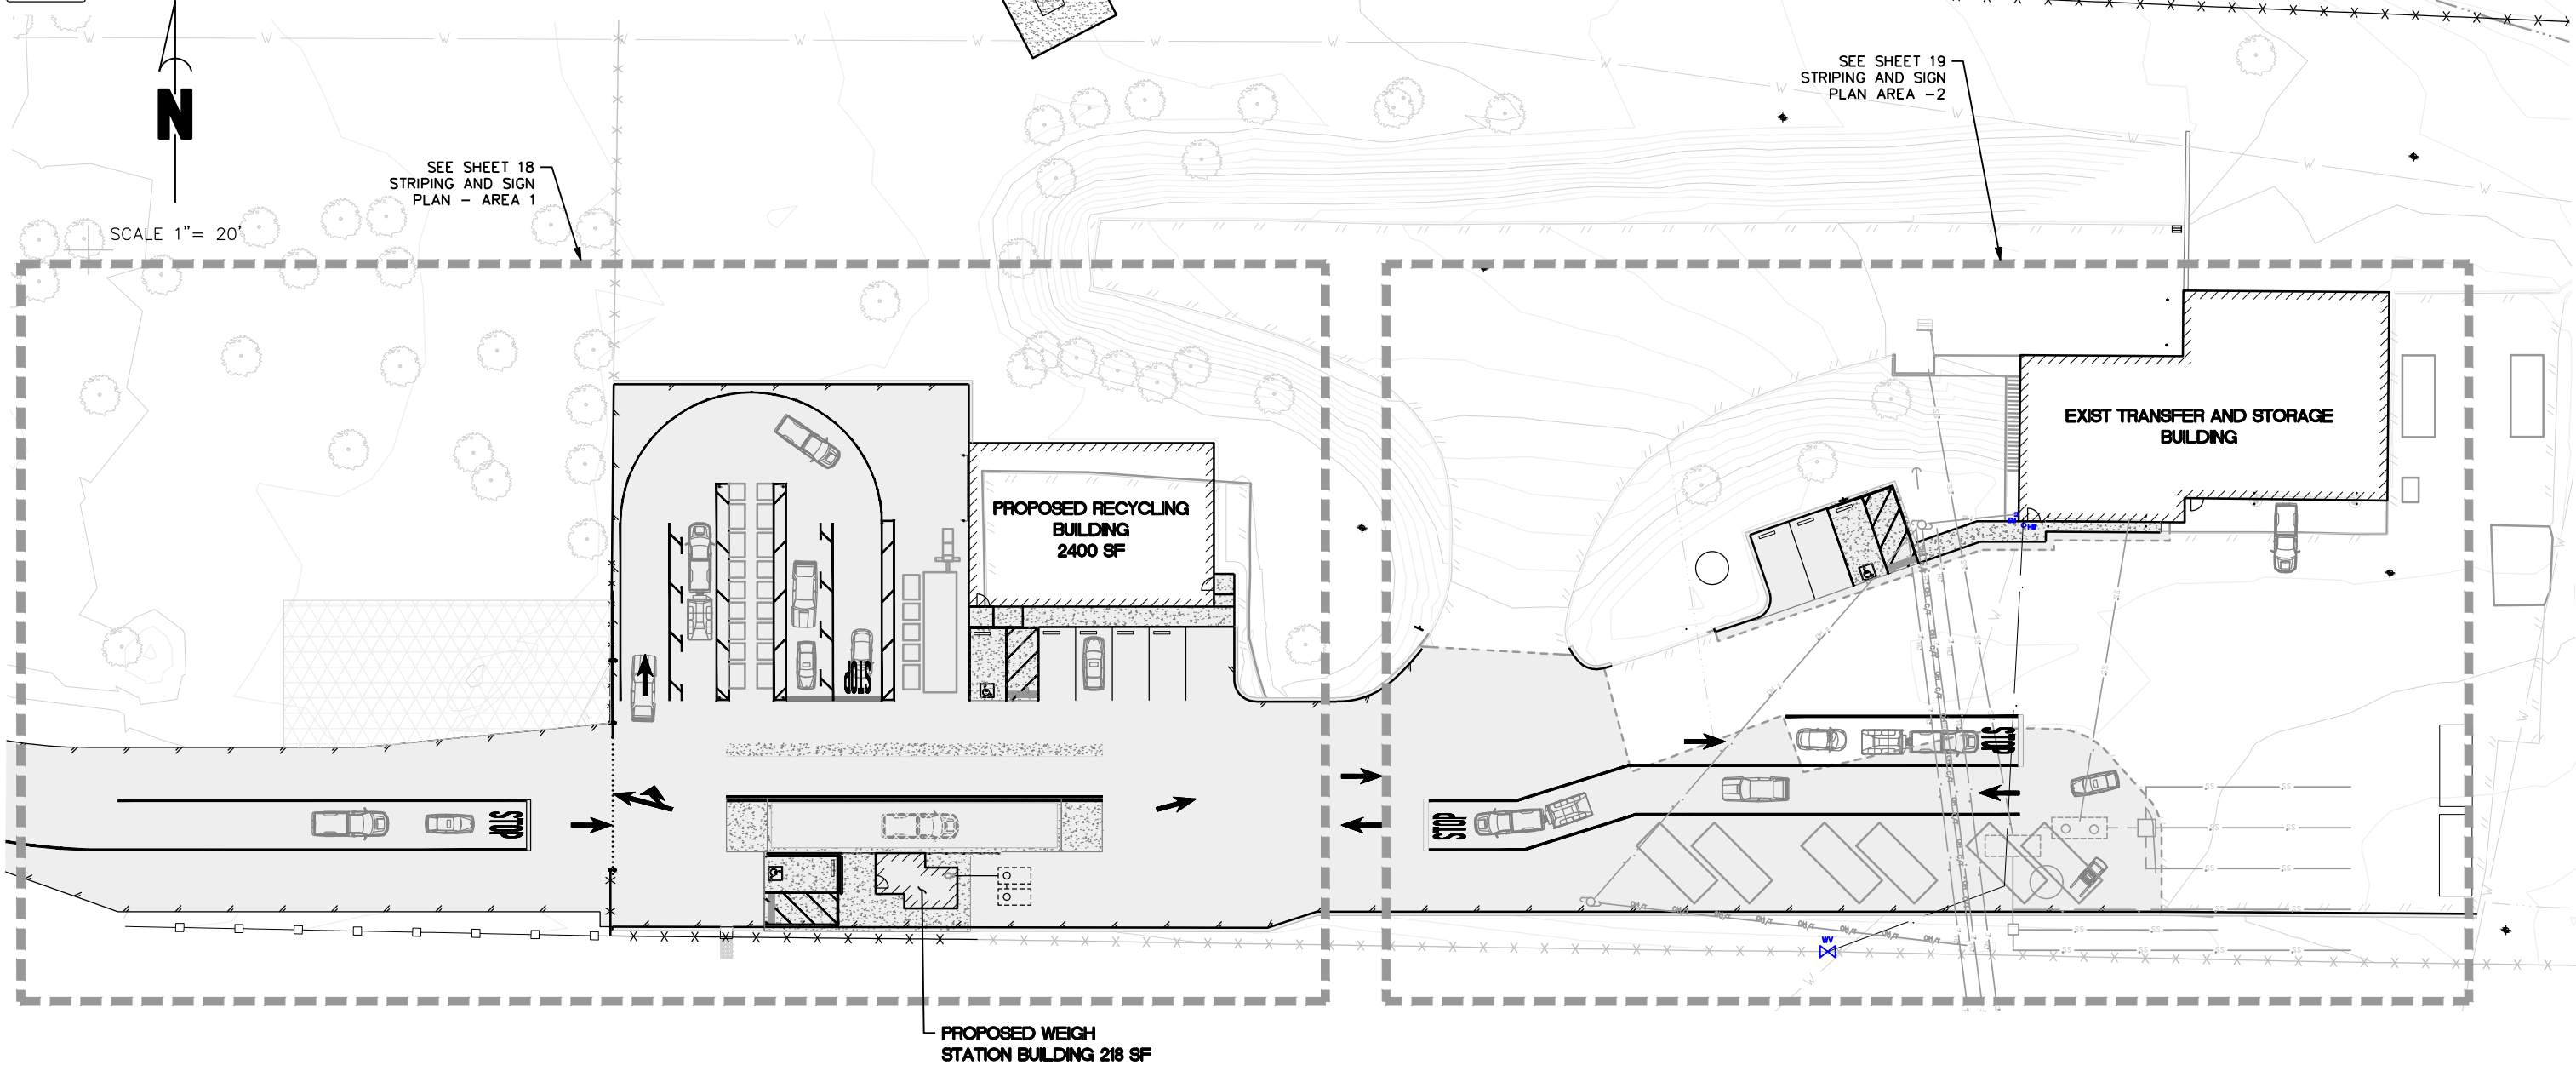 SEE SHEET 19
STRIPING AND SIGN
PLAN AREA -2
N
SEE SHEET 18
STRIPING AND SIGN
PLAN - AREA 1
SCALE 1"= 20'
EXIST TRANSFER AND STORAGE
BUILDING
PROPOSED RECYCLING
BUILDING
2400 SF
STOP
STOP
STOP
STOP
WV
PROPOSED WEIGH
STATION BUILDING 218 SF